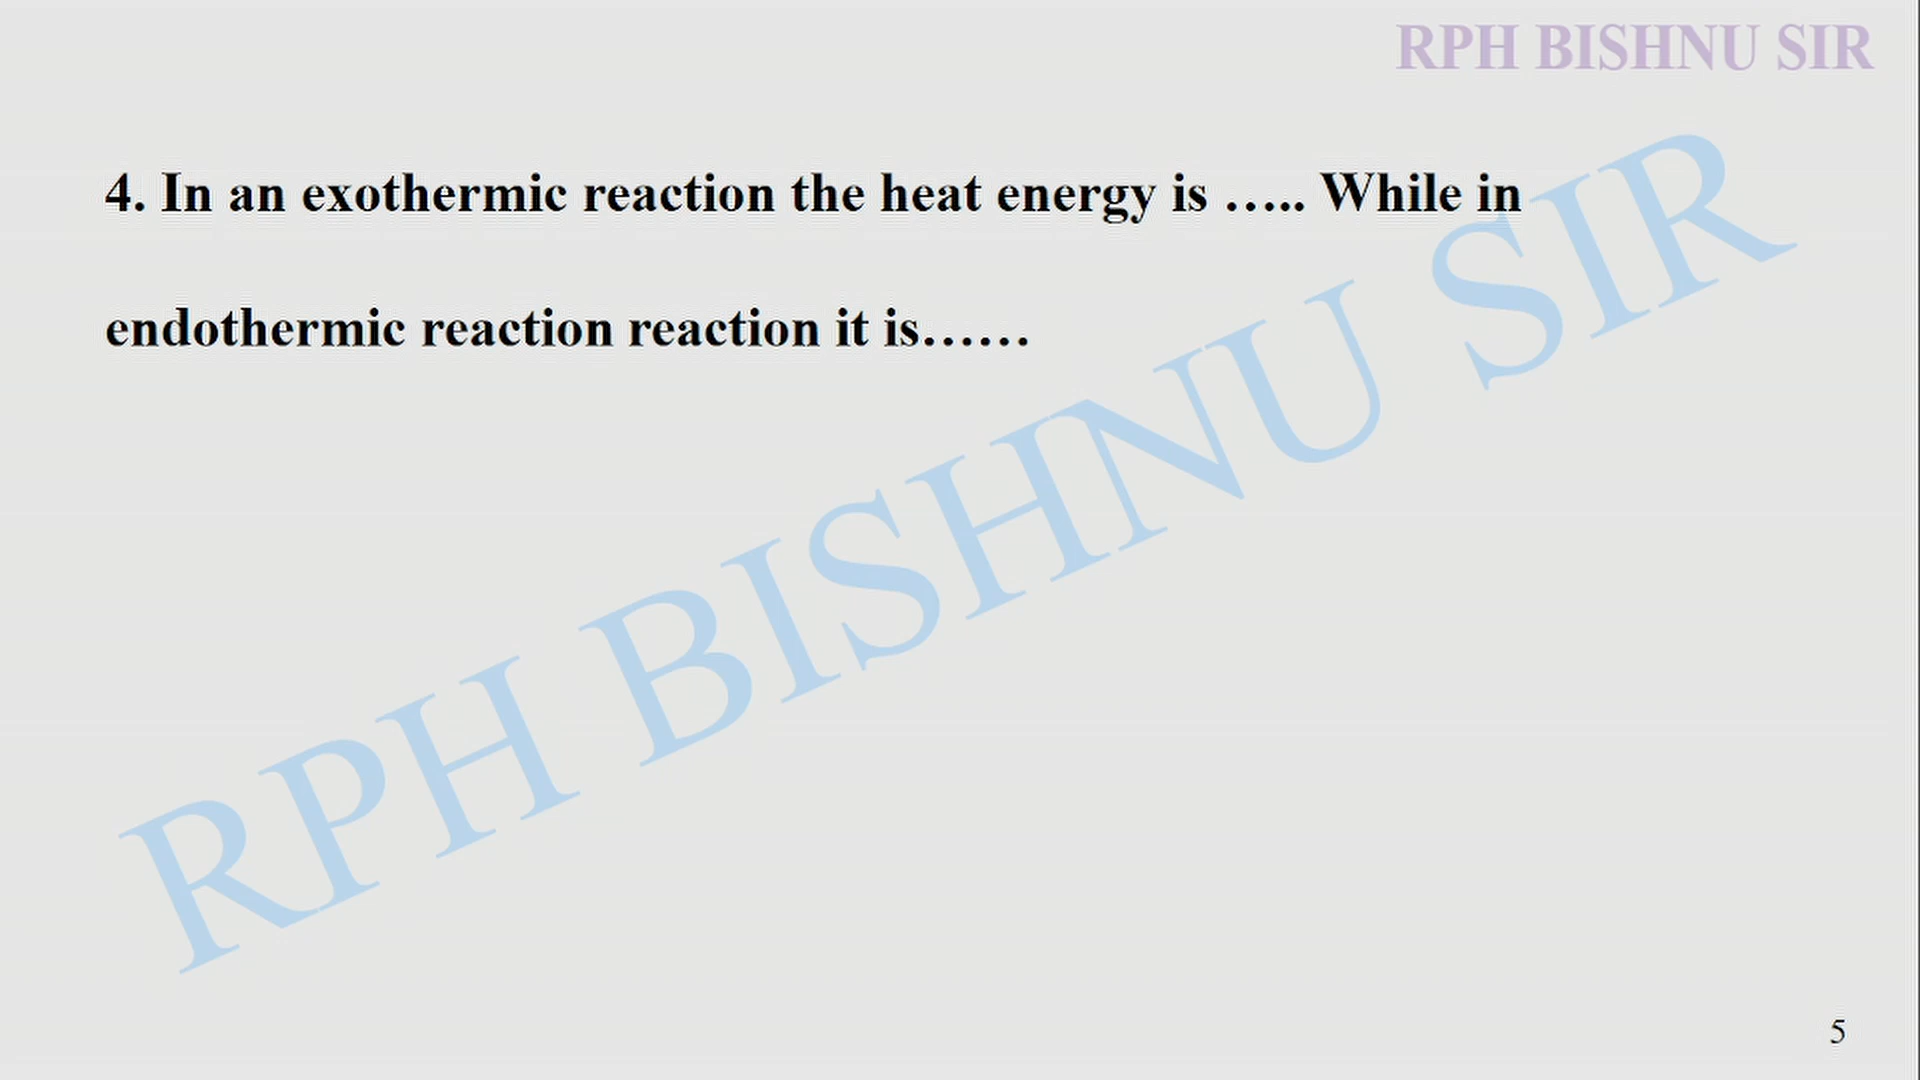 RPH BISHNU SIR
4. In an exothermic reaction the heat energy is ….. While in
endothermic reaction reaction it is……
RPH BISHNU SIR
5